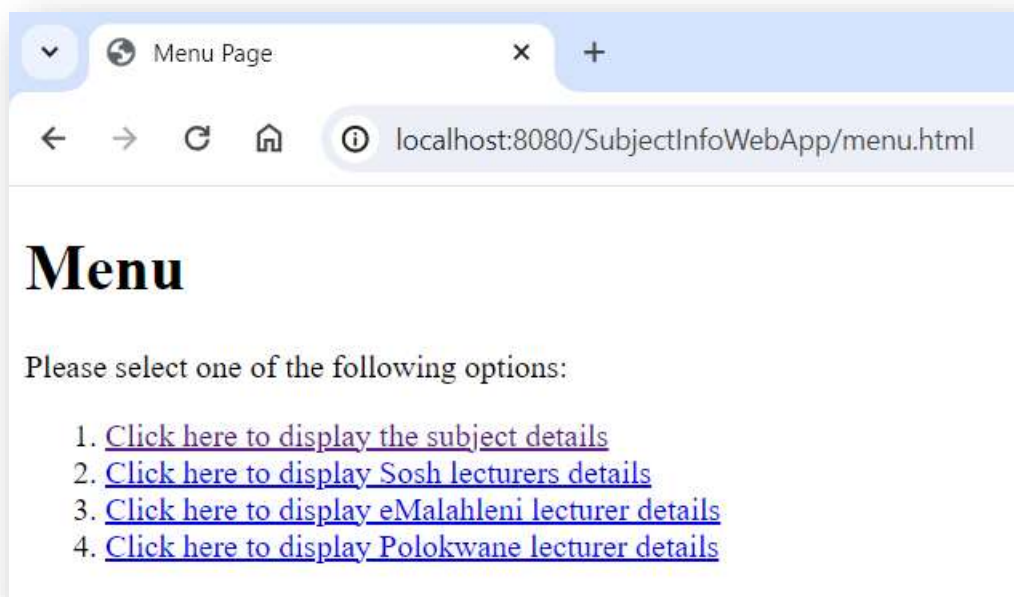 Menu Page
localhost:8080/SubjectInfoWebApp/menu.html
Menu
Please select one of the following options:
1. Click here to display the subject details
2. Click here to display Sosh lecturers details
3. Click here to display eMalahleni lecturer details
4. Click here to display Polokwane lecturer details